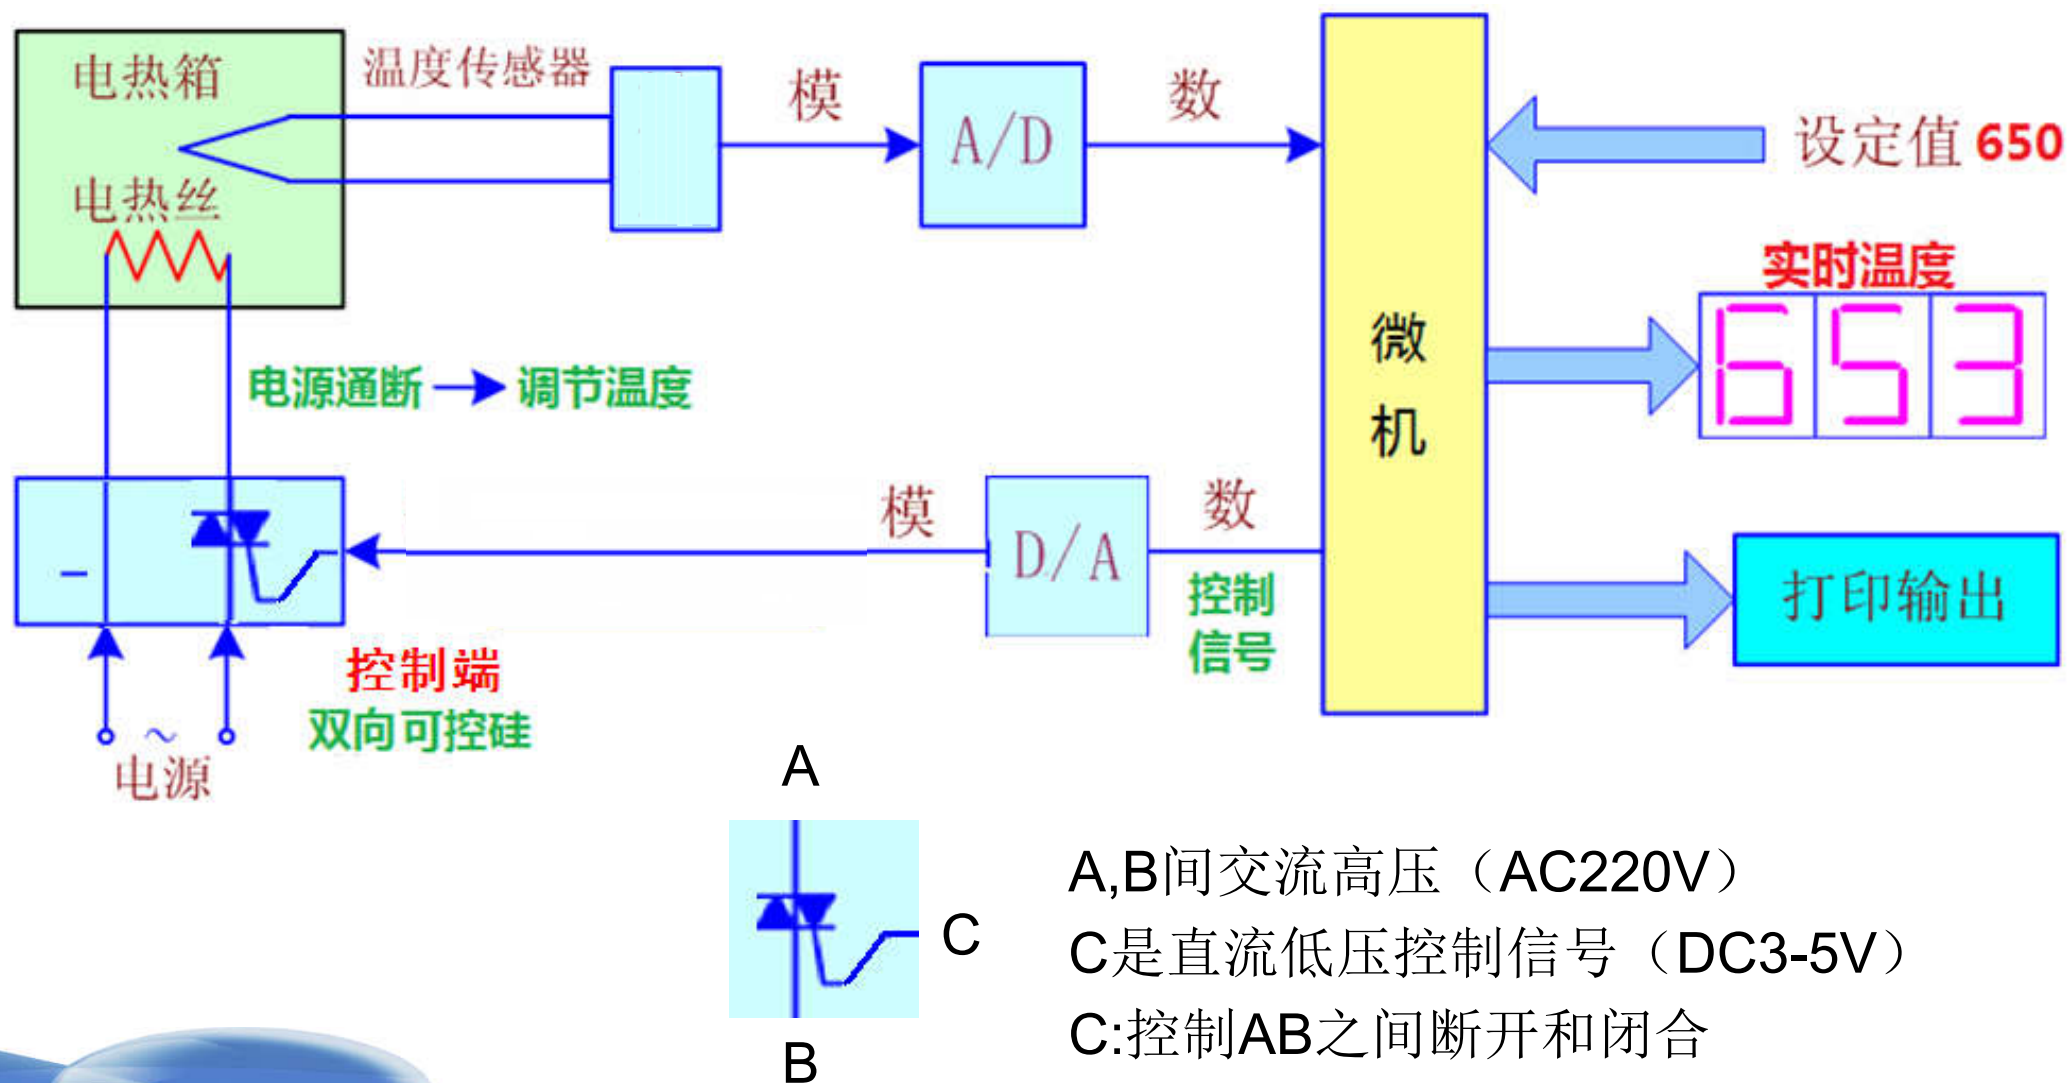 电热箱
温度传感器
模
A/D
数
设定值 650
电热丝
实时温度
653
微机
电源通断
调节温度
模
D/A
数
控制信号
打印输出
控制端
双向可控硅
~
电源
A
C
B
A,B间交流高压（AC220V）
C是直流低压控制信号（DC3-5V）
C:控制AB之间断开和闭合